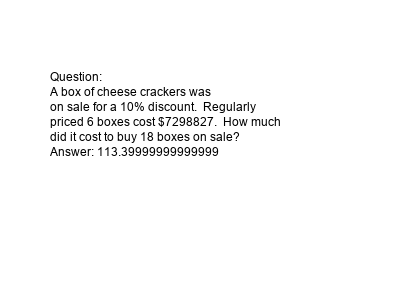 Question:
A box of cheese crackers was
on sale for a 10% discount.  Regularly
priced 6 boxes cost $7298827.  How much
did it cost to buy 18 boxes on sale?
Answer: 113.39999999999999